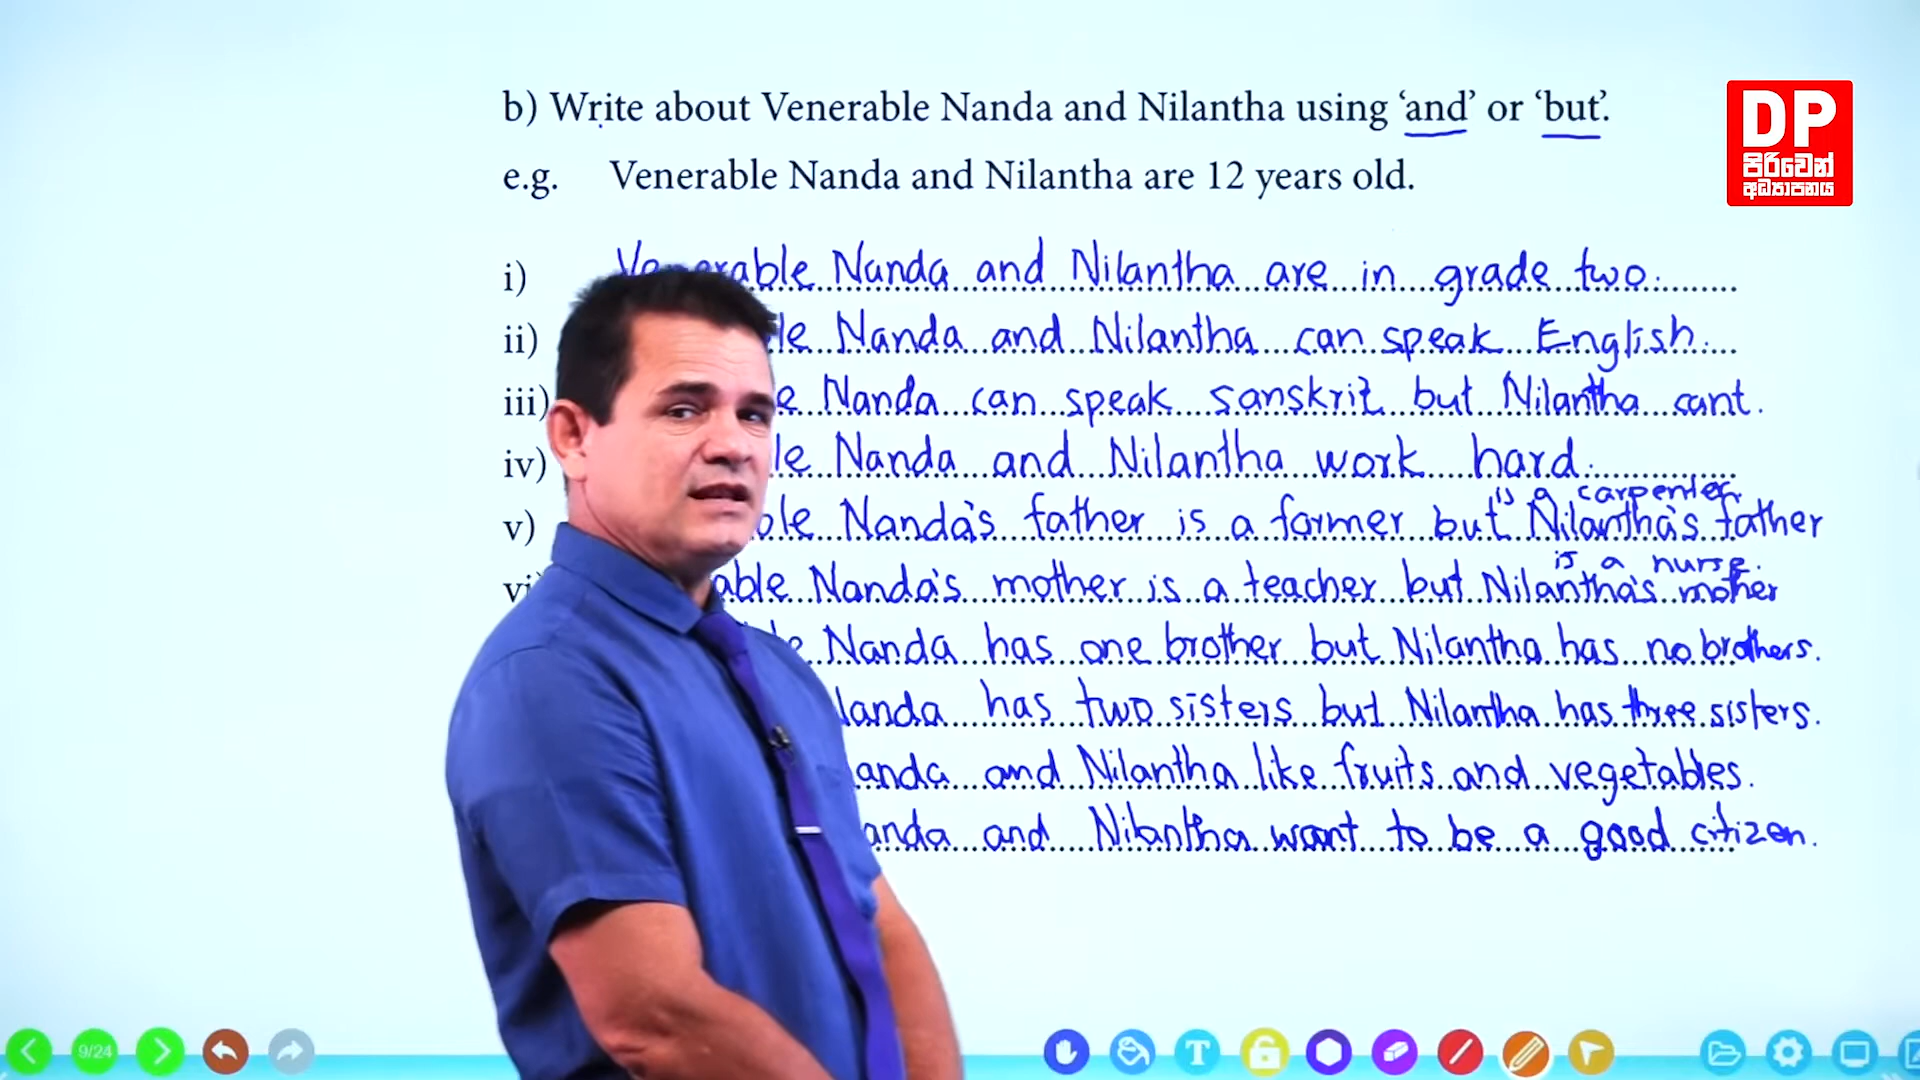 b) Write about Venerable Nanda and Nilantha using ‘and’ or ‘but’.
DP
පිරිවෙන්
අධ්‍යාපනය
e.g. Venerable Nanda and Nilantha are 12 years old.
i) Venerable Nanda and Nilantha are in grade two.
ii) Nanda and Nilantha can speak English.
iii) Nanda can speak sanskrit but Nilantha cant.
iv) Nanda and Nilantha work hard.
is a carpenter.
v) Nanda's father is a farmer but Nilantha's father
is a nurse.
Nanda's mother is a teacher but Nilantha's mother
Nanda has one brother but Nilantha has no brothers.
has two sisters but Nilantha has three sisters.
and Nilantha like fruits and vegetables.
and Nilantha want to be a good citizen.
9/24
T